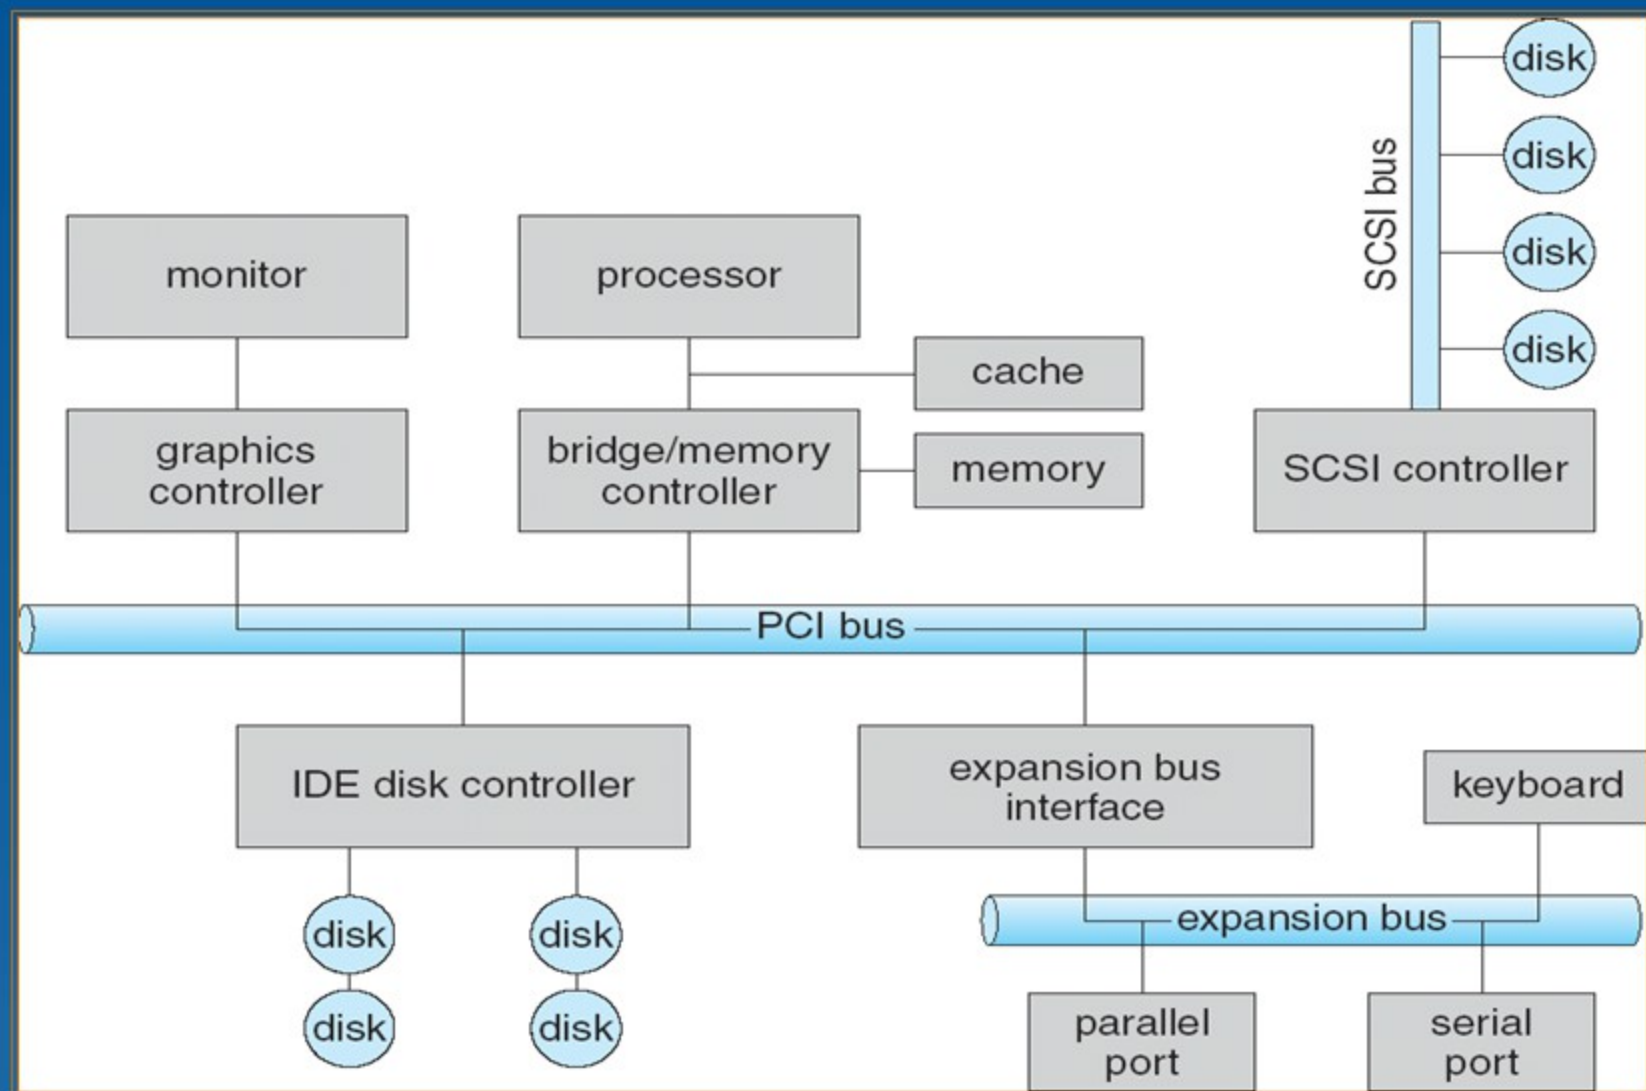 disk
disk
disk
disk
SCSI bus
monitor
processor
cache
graphics
controller
bridge/memory
controller
memory
SCSI controller
PCI bus
IDE disk controller
expansion bus
interface
keyboard
disk
disk
expansion bus
disk
disk
parallel
port
serial
port